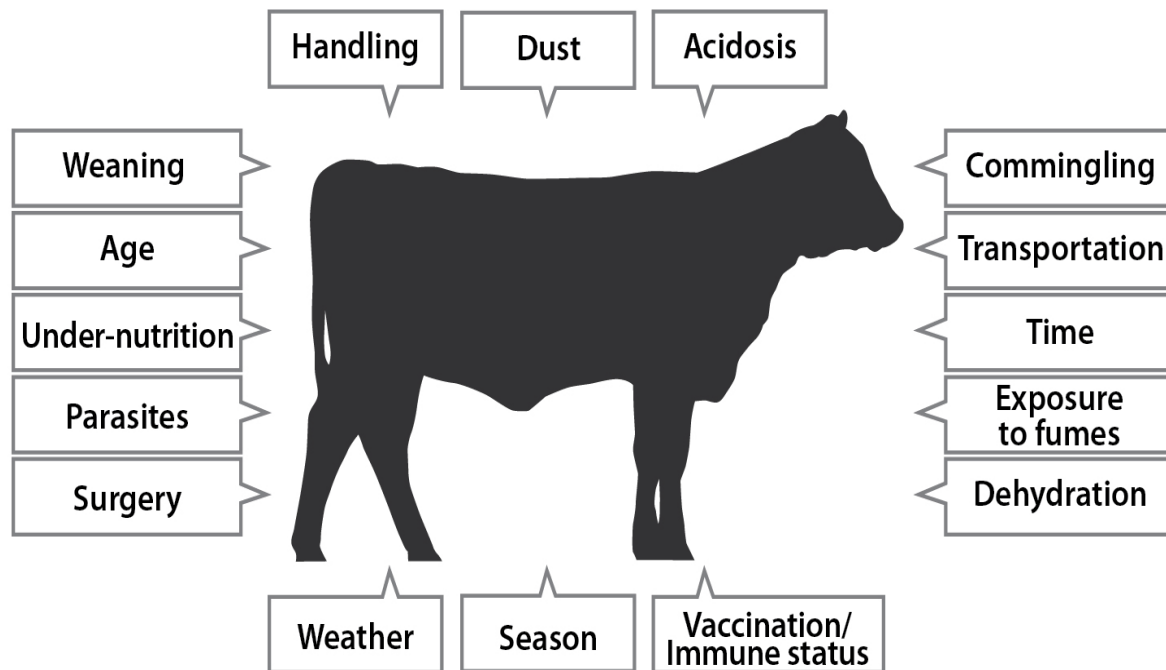 Handling
Dust
Acidosis
Weaning
Age
Under-nutrition
Parasites
Surgery
Commingling
Transportation
Time
Exposure
to fumes
Dehydration
Weather
Season
Vaccination/
Immune status